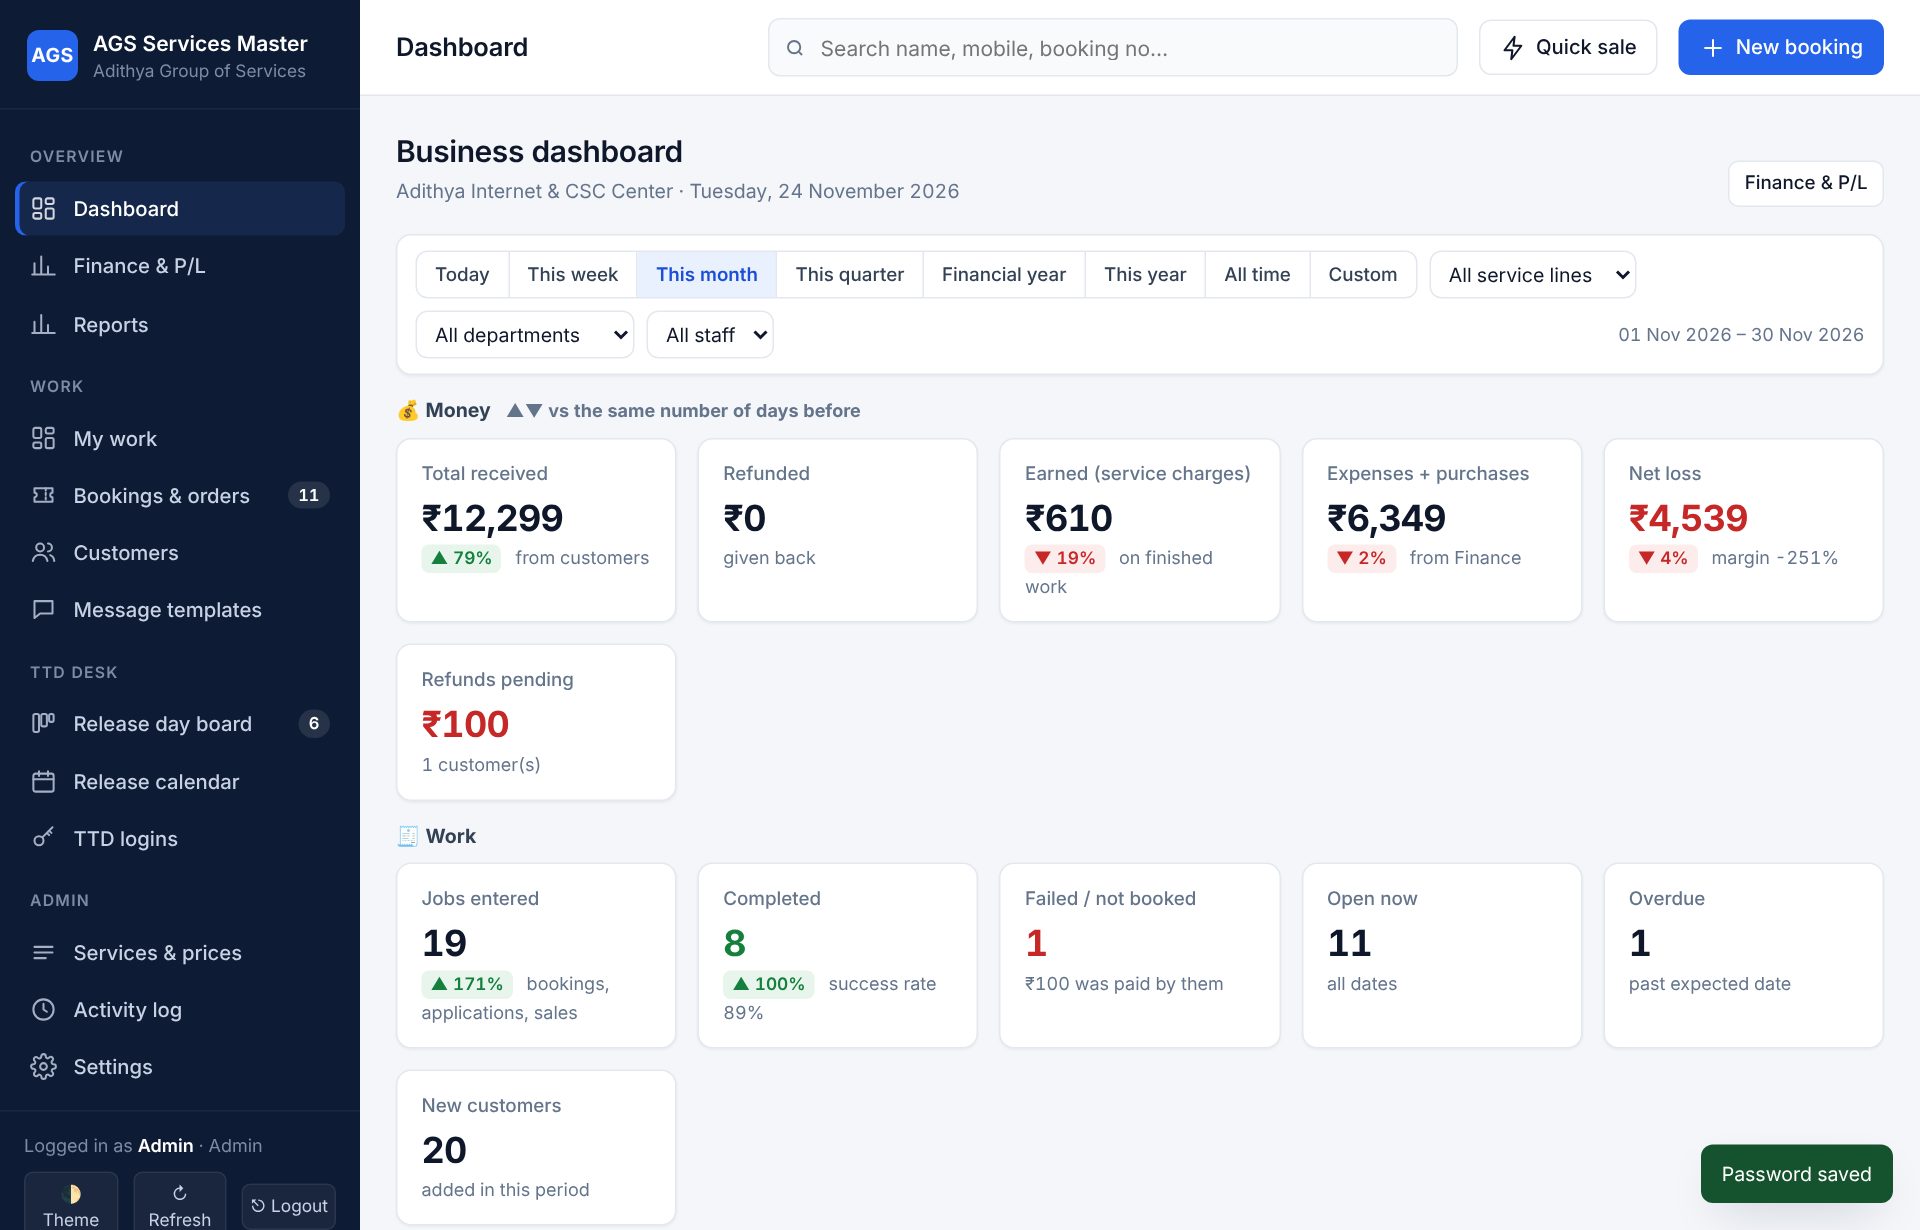 AGS
AGS Services Master
Adithya Group of Services
OVERVIEW
Dashboard
Finance & P/L
Reports
WORK
My work
Bookings & orders 11
Customers
Message templates
TTD DESK
Release day board 6
Release calendar
TTD logins
ADMIN
Services & prices
Activity log
Settings
Logged in as Admin · Admin
Theme
Refresh
Logout
Dashboard
Search name, mobile, booking no...
Quick sale
New booking
Business dashboard
Adithya Internet & CSC Center · Tuesday, 24 November 2026
Finance & P/L
Today This week This month This quarter Financial year This year All time Custom All service lines
All departments All staff 01 Nov 2026 – 30 Nov 2026
💰 Money ▲▼ vs the same number of days before
Total received
₹12,299
▲ 79% from customers
Refunded
₹0
given back
Earned (service charges)
₹610
▼ 19% on finished
work
Expenses + purchases
₹6,349
▼ 2% from Finance
Net loss
₹4,539
▼ 4% margin -251%
Refunds pending
₹100
1 customer(s)
🧾 Work
Jobs entered
19
▲ 171% bookings,
applications, sales
Completed
8
▲ 100% success rate
89%
Failed / not booked
1
₹100 was paid by them
Open now
11
all dates
Overdue
1
past expected date
New customers
20
added in this period
Password saved